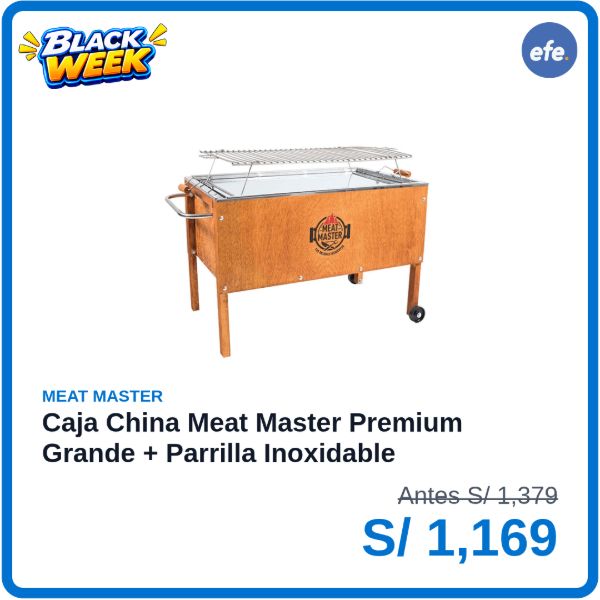 BLACK
WEEK
efe.
MEAT
MASTER
MEAT MASTER
Caja China Meat Master Premium
Grande + Parrilla Inoxidable
Antes S/ 1,379
S/ 1,169